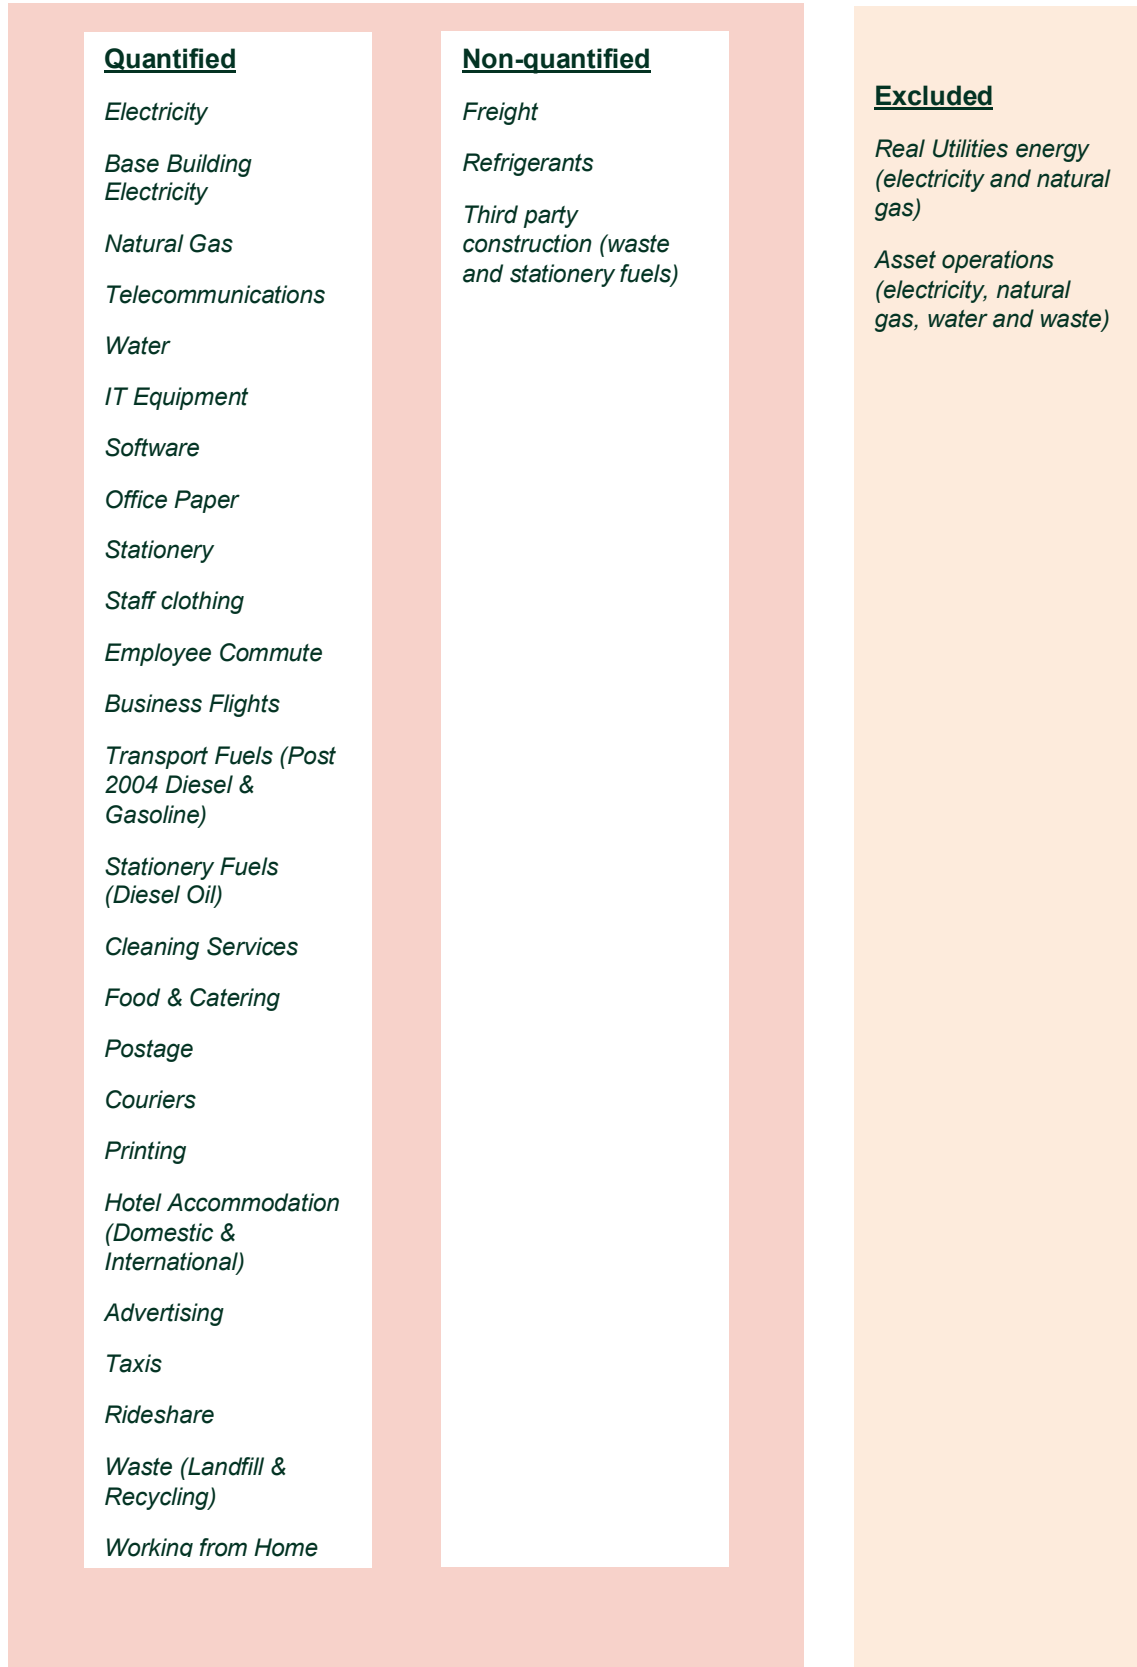 Quantified
Electricity
Base Building
Electricity
Natural Gas
Telecommunications
Water
IT Equipment
Software
Office Paper
Stationery
Staff clothing
Employee Commute
Business Flights
Transport Fuels (Post
2004 Diesel &
Gasoline)
Stationery Fuels
(Diesel Oil)
Cleaning Services
Food & Catering
Postage
Couriers
Printing
Hotel Accommodation
(Domestic &
International)
Advertising
Taxis
Rideshare
Waste (Landfill &
Recycling)
Working from Home
Non-quantified
Freight
Refrigerants
Third party
construction (waste
and stationery fuels)
Excluded
Real Utilities energy
(electricity and natural
gas)
Asset operations
(electricity, natural
gas, water and waste)